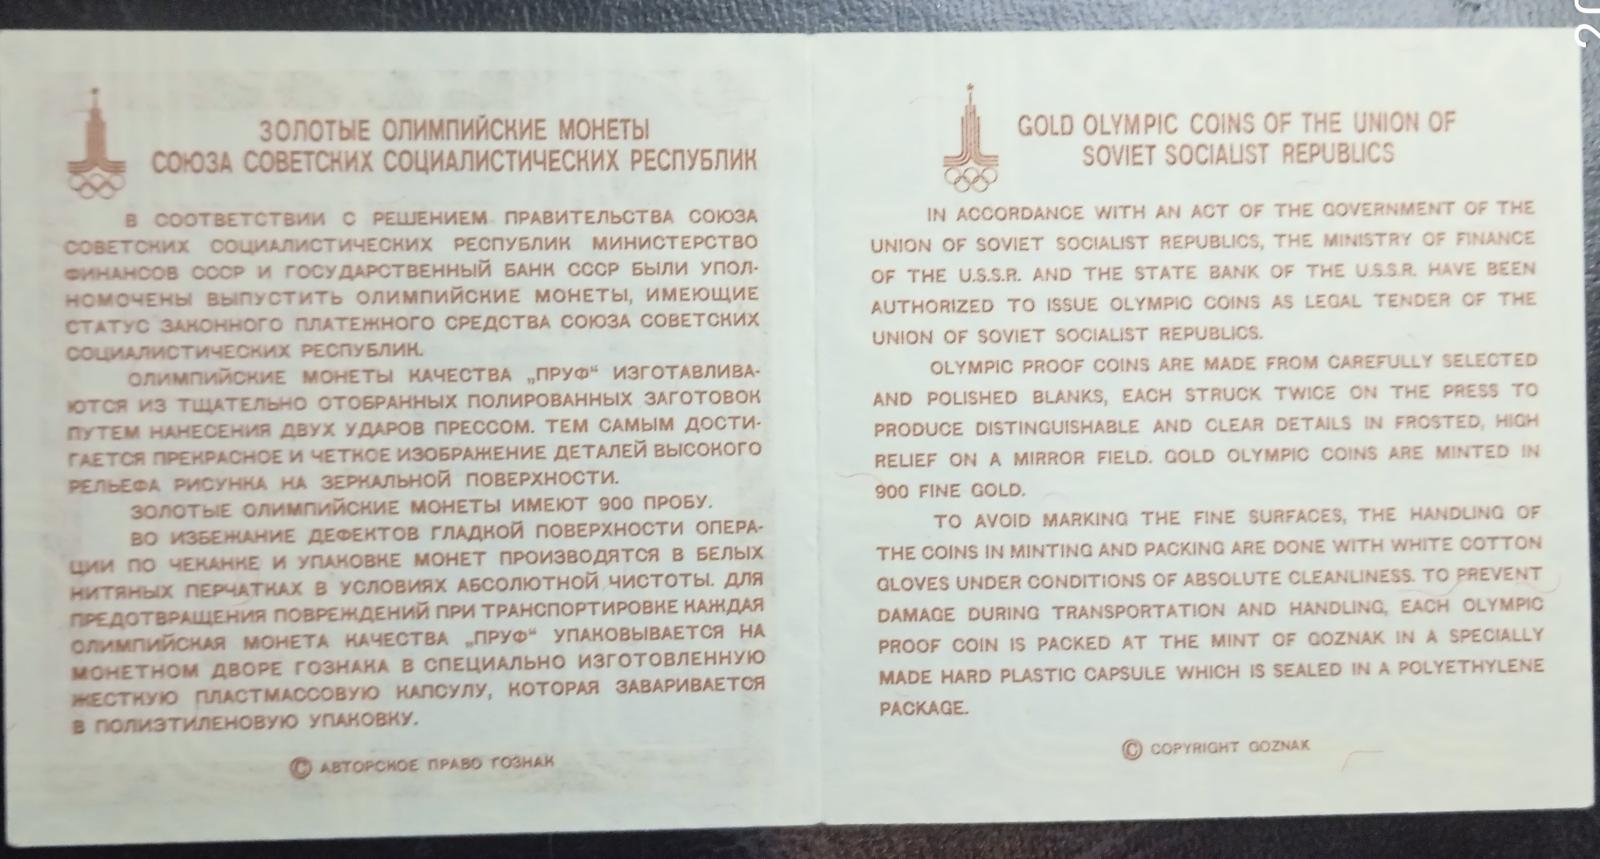 ЗОЛОТЫЕ ОЛИМПИЙСКИЕ МОНЕТЫ
СОЮЗА СОВЕТСКИХ СОЦИАЛИСТИЧЕСКИХ РЕСПУБЛИК
В СООТВЕТСТВИИ С РЕШЕНИЕМ ПРАВИТЕЛЬСТВА СОЮЗА
СОВЕТСКИХ СОЦИАЛИСТИЧЕСКИХ РЕСПУБЛИК МИНИСТЕРСТВО
ФИНАНСОВ СССР И ГОСУДАРСТВЕННЫЙ БАНК СССР БЫЛИ УПОЛ-
НОМОЧЕНЫ ВЫПУСТИТЬ ОЛИМПИЙСКИЕ МОНЕТЫ, ИМЕЮЩИЕ
СТАТУС ЗАКОННОГО ПЛАТЕЖНОГО СРЕДСТВА СОЮЗА СОВЕТСКИХ
СОЦИАЛИСТИЧЕСКИХ РЕСПУБЛИК.
ОЛИМПИЙСКИЕ МОНЕТЫ КАЧЕСТВА „ПРУФ“ ИЗГОТАВЛИВА-
ЮТСЯ ИЗ ТЩАТЕЛЬНО ОТОБРАННЫХ ПОЛИРОВАННЫХ ЗАГОТОВОК
ПУТЕМ НАНЕСЕНИЯ ДВУХ УДАРОВ ПРЕССОМ. ТЕМ САМЫМ ДОСТИ-
ГАЕТСЯ ПРЕКРАСНОЕ И ЧЕТКОЕ ИЗОБРАЖЕНИЕ ДЕТАЛЕЙ ВЫСОКОГО
РЕЛЬЕФА РИСУНКА НА ЗЕРКАЛЬНОЙ ПОВЕРХНОСТИ.
ЗОЛОТЫЕ ОЛИМПИЙСКИЕ МОНЕТЫ ИМЕЮТ 900 ПРОБУ.
ВО ИЗБЕЖАНИЕ ДЕФЕКТОВ ГЛАДКОЙ ПОВЕРХНОСТИ ОПЕРА-
ЦИИ ПО ЧЕКАНКЕ И УПАКОВКЕ МОНЕТ ПРОИЗВОДЯТСЯ В БЕЛЫХ
НИТЯНЫХ ПЕРЧАТКАХ В УСЛОВИЯХ АБСОЛЮТНОЙ ЧИСТОТЫ. ДЛЯ
ПРЕДОТВРАЩЕНИЯ ПОВРЕЖДЕНИЙ ПРИ ТРАНСПОРТИРОВКЕ КАЖДАЯ
ОЛИМПИЙСКАЯ МОНЕТА КАЧЕСТВА „ПРУФ“ УПАКОВЫВАЕТСЯ НА
МОНЕТНОМ ДВОРЕ ГОЗНАКА В СПЕЦИАЛЬНО ИЗГОТОВЛЕННУЮ
ЖЕСТКУЮ ПЛАСТМАССОВУЮ КАПСУЛУ, КОТОРАЯ ЗАВАРИВАЕТСЯ
В ПОЛИЭТИЛЕНОВУЮ УПАКОВКУ.
© АВТОРСКОЕ ПРАВО ГОЗНАК
GOLD OLYMPIC COINS OF THE UNION OF
SOVIET SOCIALIST REPUBLICS
IN ACCORDANCE WITH AN ACT OF THE GOVERNMENT OF THE
UNION OF SOVIET SOCIALIST REPUBLICS, THE MINISTRY OF FINANCE
OF THE U.S.S.R. AND THE STATE BANK OF THE U.S.S.R. HAVE BEEN
AUTHORIZED TO ISSUE OLYMPIC COINS AS LEGAL TENDER OF THE
UNION OF SOVIET SOCIALIST REPUBLICS.
OLYMPIC PROOF COINS ARE MADE FROM CAREFULLY SELECTED
AND POLISHED BLANKS, EACH STRUCK TWICE ON THE PRESS TO
PRODUCE DISTINGUISHABLE AND CLEAR DETAILS IN FROSTED, HIGH
RELIEF ON A MIRROR FIELD. GOLD OLYMPIC COINS ARE MINTED IN
900 FINE GOLD.
TO AVOID MARKING THE FINE SURFACES, THE HANDLING OF
THE COINS IN MINTING AND PACKING ARE DONE WITH WHITE COTTON
GLOVES UNDER CONDITIONS OF ABSOLUTE CLEANLINESS. TO PREVENT
DAMAGE DURING TRANSPORTATION AND HANDLING, EACH OLYMPIC
PROOF COIN IS PACKED AT THE MINT OF GOZNAK IN A SPECIALLY
MADE HARD PLASTIC CAPSULE WHICH IS SEALED IN A POLYETHYLENE
PACKAGE.
© COPYRIGHT GOZNAK